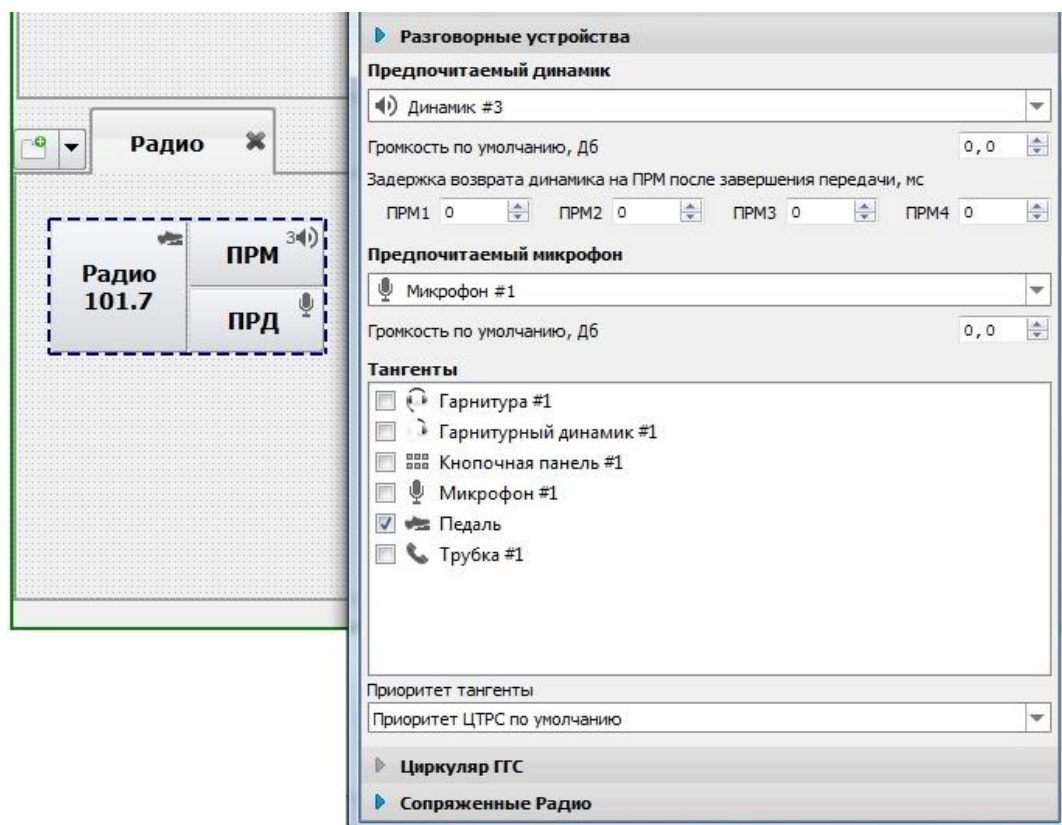 Разговорные устройства
Предпочитаемый динамик
Динамик #3
Громкость по умолчанию, Дб 0,0
Задержка возврата динамика на ПРМ после завершения передачи, мс
ПРМ1 0 ПРМ2 0 ПРМ3 0 ПРМ4 0
Предпочитаемый микрофон
Микрофон #1
Громкость по умолчанию, Дб 0,0
Тангенты
Гарнитура #1
Гарнитурный динамик #1
Кнопочная панель #1
Микрофон #1
Педаль
Трубка #1
Приоритет тангенты
Приоритет ЦТРС по умолчанию
Циркуляр ГГС
Сопряженные Радио
Радио
Радио
101.7
ПРМ 3
ПРД